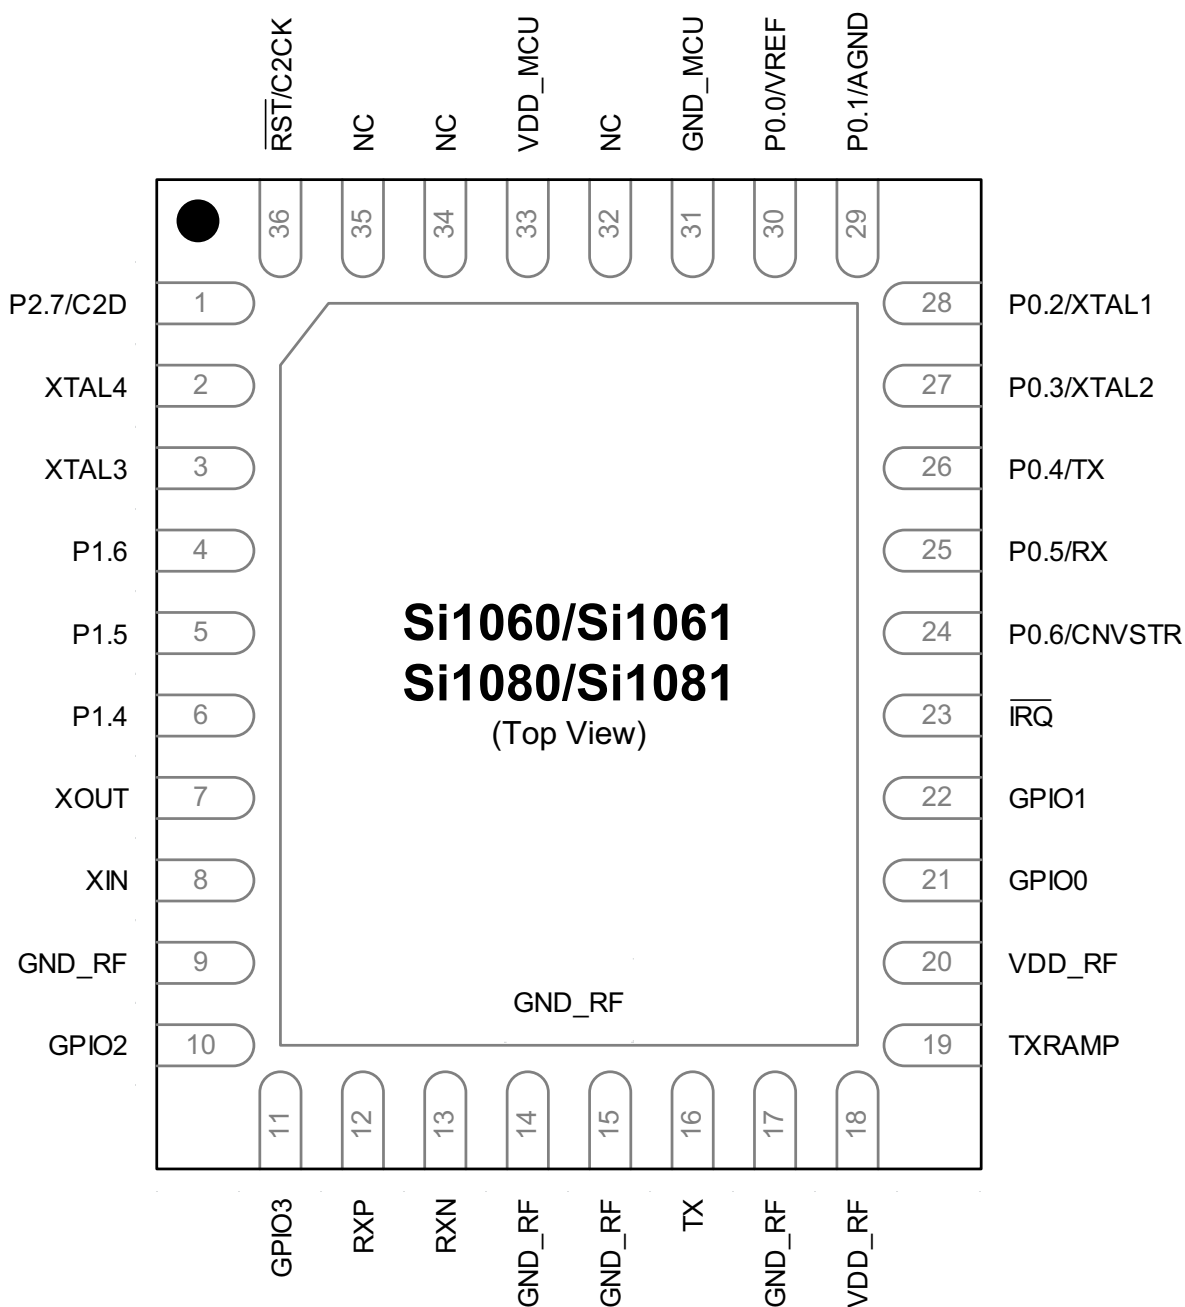 R̅S̅T̅/C2CK
NC
NC
VDD_MCU
NC
GND_MCU
P0.0/VREF
P0.1/AGND
36
35
34
33
32
31
30
29
P2.7/C2D
1
28
P0.2/XTAL1
XTAL4
2
27
P0.3/XTAL2
XTAL3
3
26
P0.4/TX
P1.6
4
25
P0.5/RX
P1.5
5
24
P0.6/CNVSTR
P1.4
6
23
I̅R̅Q̅
XOUT
7
22
GPIO1
XIN
8
21
GPIO0
GND_RF
9
20
VDD_RF
GPIO2
10
19
TXRAMP
Si1060/Si1061
Si1080/Si1081
(Top View)
GND_RF
11
12
13
14
15
16
17
18
GPIO3
RXP
RXN
GND_RF
GND_RF
TX
GND_RF
VDD_RF